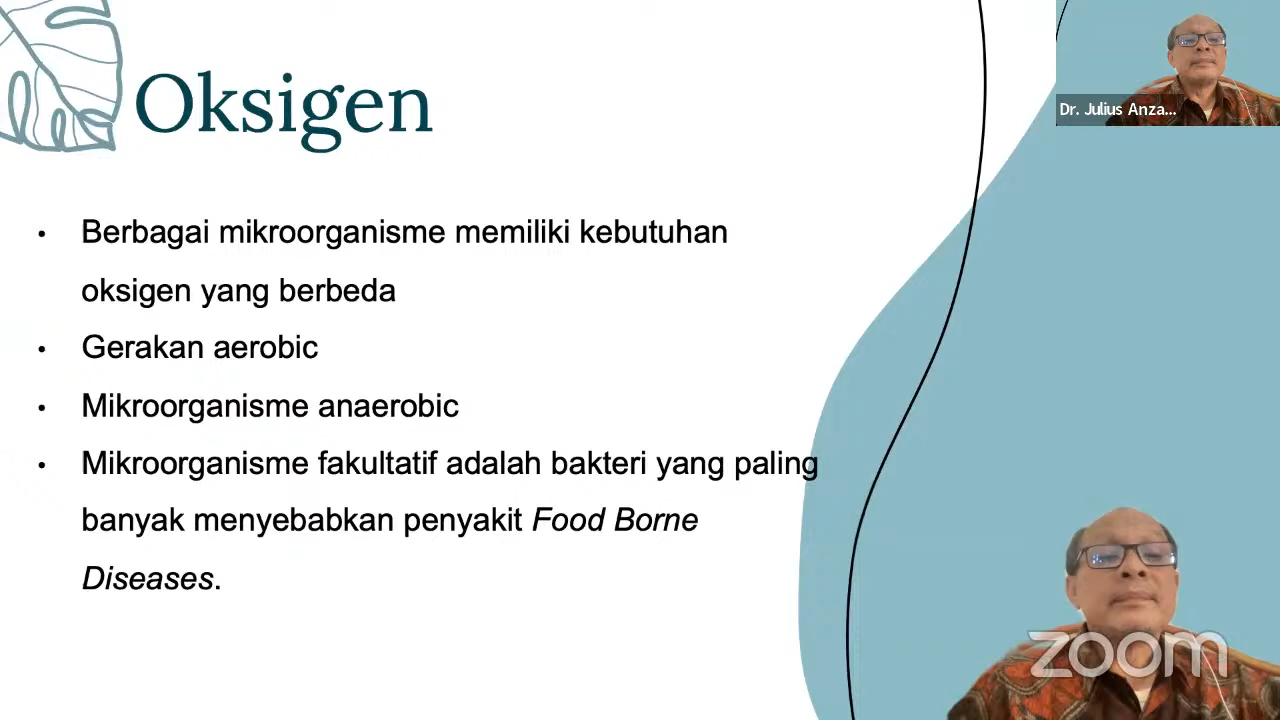 Oksigen
Dr. Julius Anza...
• Berbagai mikroorganisme memiliki kebutuhan
oksigen yang berbeda
• Gerakan aerobic
• Mikroorganisme anaerobic
• Mikroorganisme fakultatif adalah bakteri yang paling
banyak menyebabkan penyakit Food Borne
Diseases.
zoom